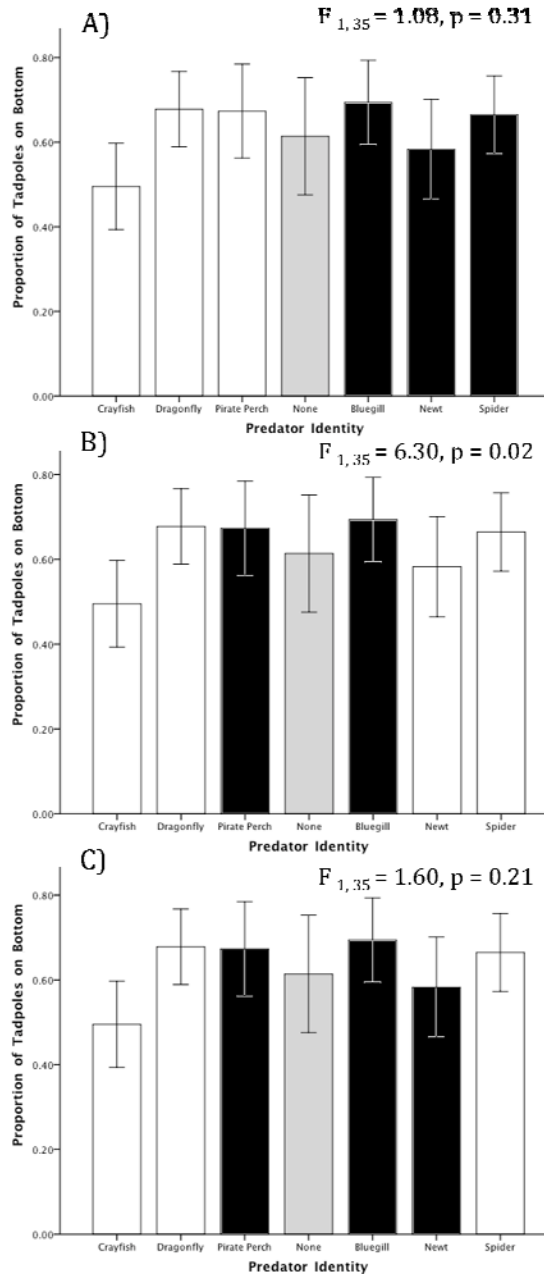 A)
F 1, 35 = 1.08, p = 0.31
Proportion of Tadpoles on Bottom
0.80
0.60
0.40
0.20
0.00
Crayfish Dragonfly Pirate Perch None Bluegill Newt Spider
Predator Identity
B)
F 1, 35 = 6.30, p = 0.02
Proportion of Tadpoles on Bottom
0.80
0.60
0.40
0.20
0.00
Crayfish Dragonfly Pirate Perch None Bluegill Newt Spider
Predator Identity
C)
F 1, 35 = 1.60, p = 0.21
Proportion of Tadpoles on Bottom
0.80
0.60
0.40
0.20
0.00
Crayfish Dragonfly Pirate Perch None Bluegill Newt Spider
Predator Identity